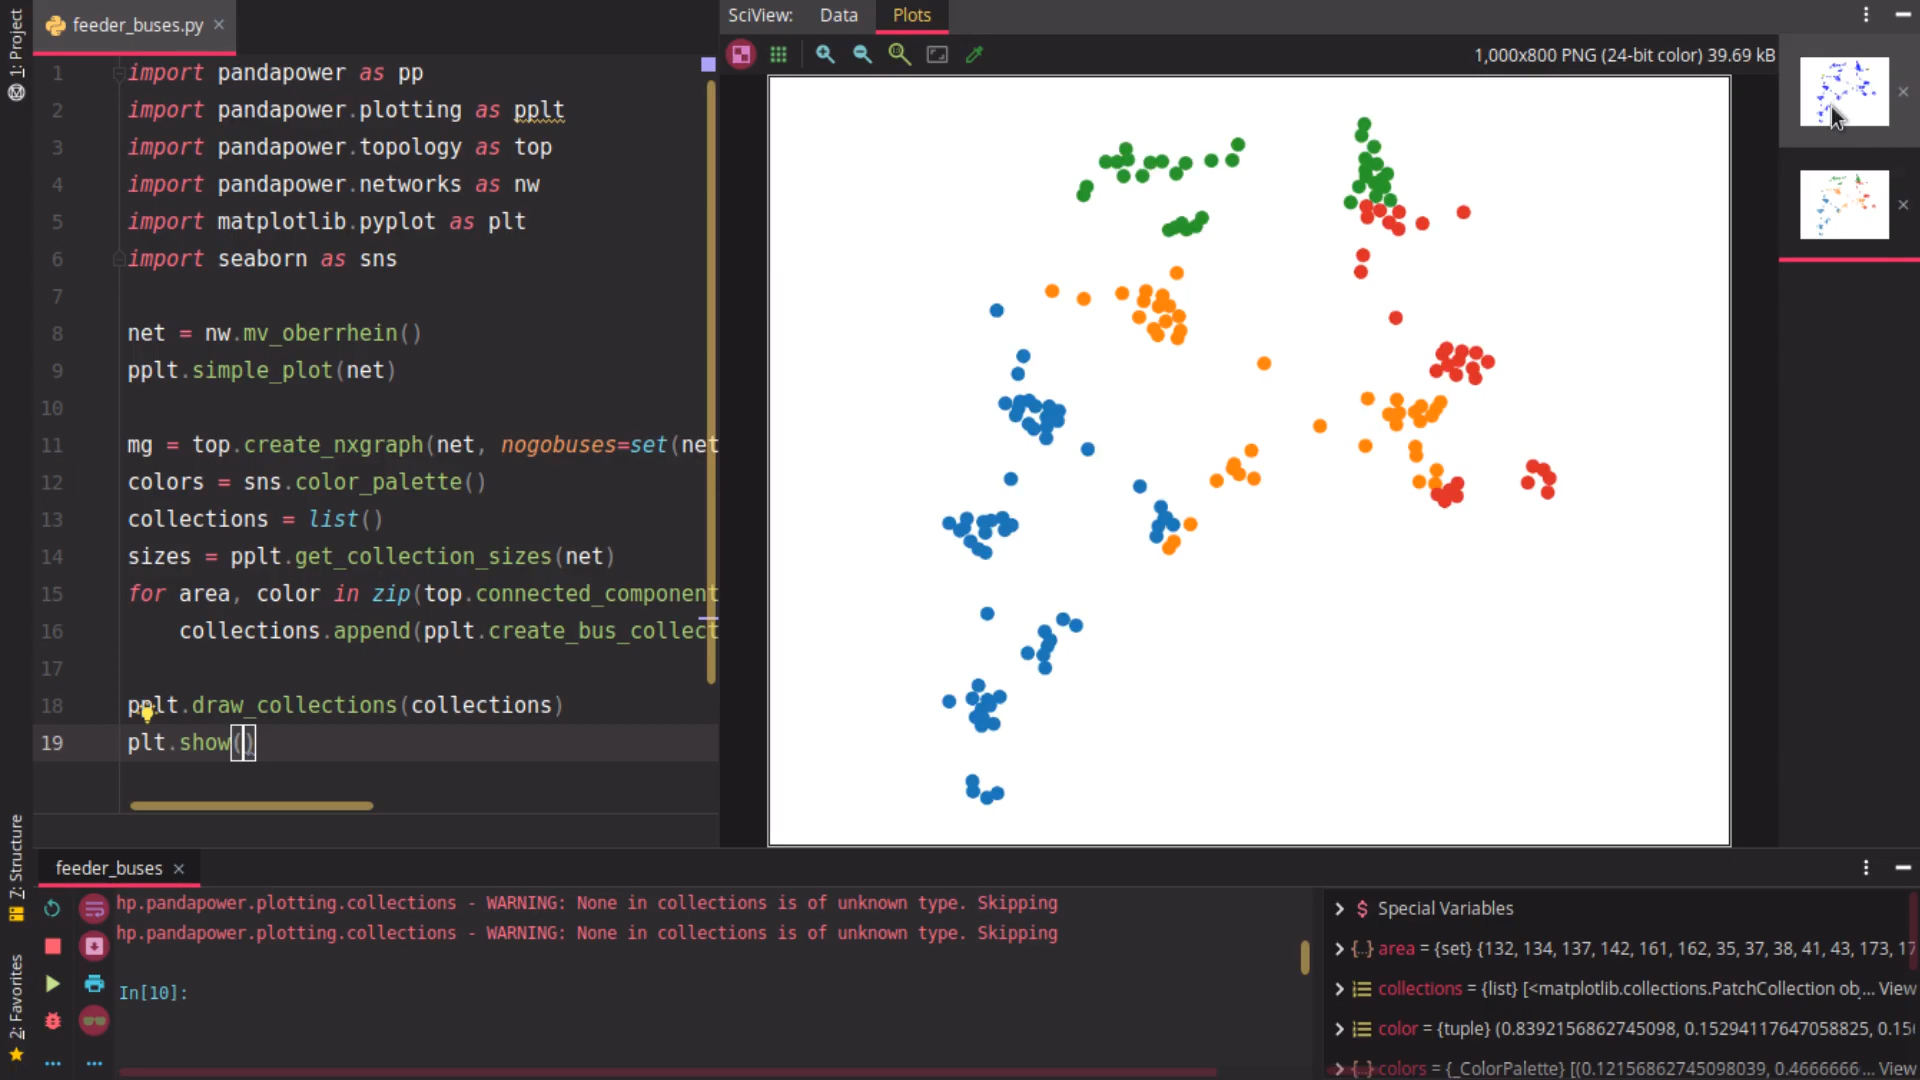 1: Project
feeder_buses.py
SciView:
Data
Plots
1,000x800 PNG (24-bit color) 39.69 kB
1 import pandapower as pp
2 import pandapower.plotting as pplt
3 import pandapower.topology as top
4 import pandapower.networks as nw
5 import matplotlib.pyplot as plt
6 import seaborn as sns
7
8 net = nw.mv_oberrhein()
9 pplt.simple_plot(net)
10
11 mg = top.create_nxgraph(net, nogobuses=set(net
12 colors = sns.color_palette()
13 collections = list()
14 sizes = pplt.get_collection_sizes(net)
15 for area, color in zip(top.connected_component
16 collections.append(pplt.create_bus_collect
17
18 pplt.draw_collections(collections)
19 plt.show()
7: Structure
2: Favorites
feeder_buses
hp.pandapower.plotting.collections - WARNING: None in collections is of unknown type. Skipping
hp.pandapower.plotting.collections - WARNING: None in collections is of unknown type. Skipping
In[10]:
Special Variables
area = {set} {132, 134, 137, 142, 161, 162, 35, 37, 38, 41, 43, 173, 17
collections = {list} [<matplotlib.collections.PatchCollection ob... View
color = {tuple} (0.8392156862745098, 0.15294117647058825, 0.15
colors = {_ColorPalette} [(0.12156862745098039, 0.4666666... View